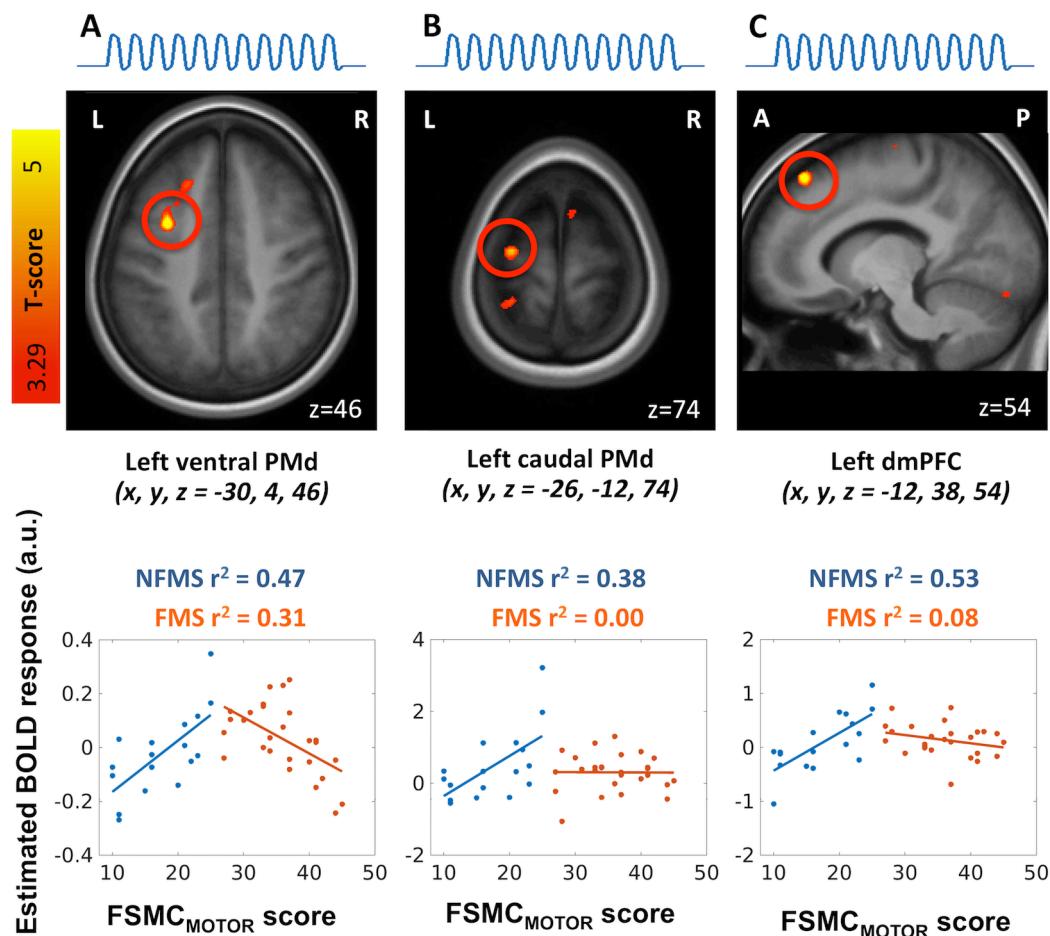 A B C
L R
L R
A P
3.29 T-score 5
z=46
z=74
z=54
Left ventral PMd
(x, y, z = -30, 4, 46)
Left caudal PMd
(x, y, z = -26, -12, 74)
Left dmPFC
(x, y, z = -12, 38, 54)
Estimated BOLD response (a.u.)
NFMS r² = 0.47
FMS r² = 0.31
0.4
0.2
0
-0.2
-0.4
10 20 30 40 50
FSMC_MOTOR score
NFMS r² = 0.38
FMS r² = 0.00
4
2
0
-2
10 20 30 40 50
FSMC_MOTOR score
NFMS r² = 0.53
FMS r² = 0.08
2
1
0
-1
-2
10 20 30 40 50
FSMC_MOTOR score